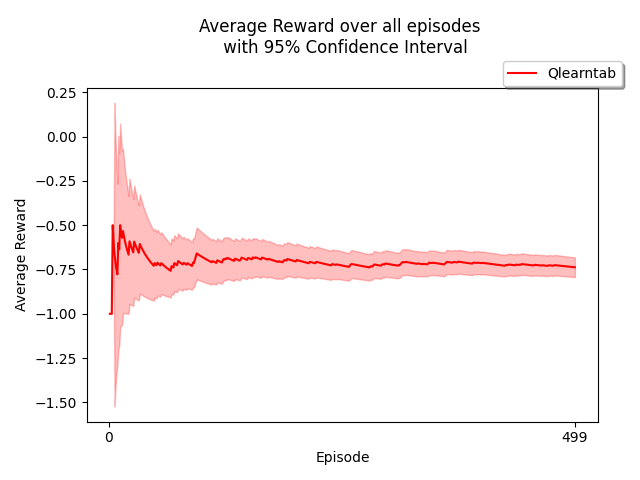 Average Reward over all episodes
with 95% Confidence Interval
Qlearntab
0.25
0.00
−0.25
−0.50
−0.75
−1.00
−1.25
−1.50
Average Reward
0
499
Episode